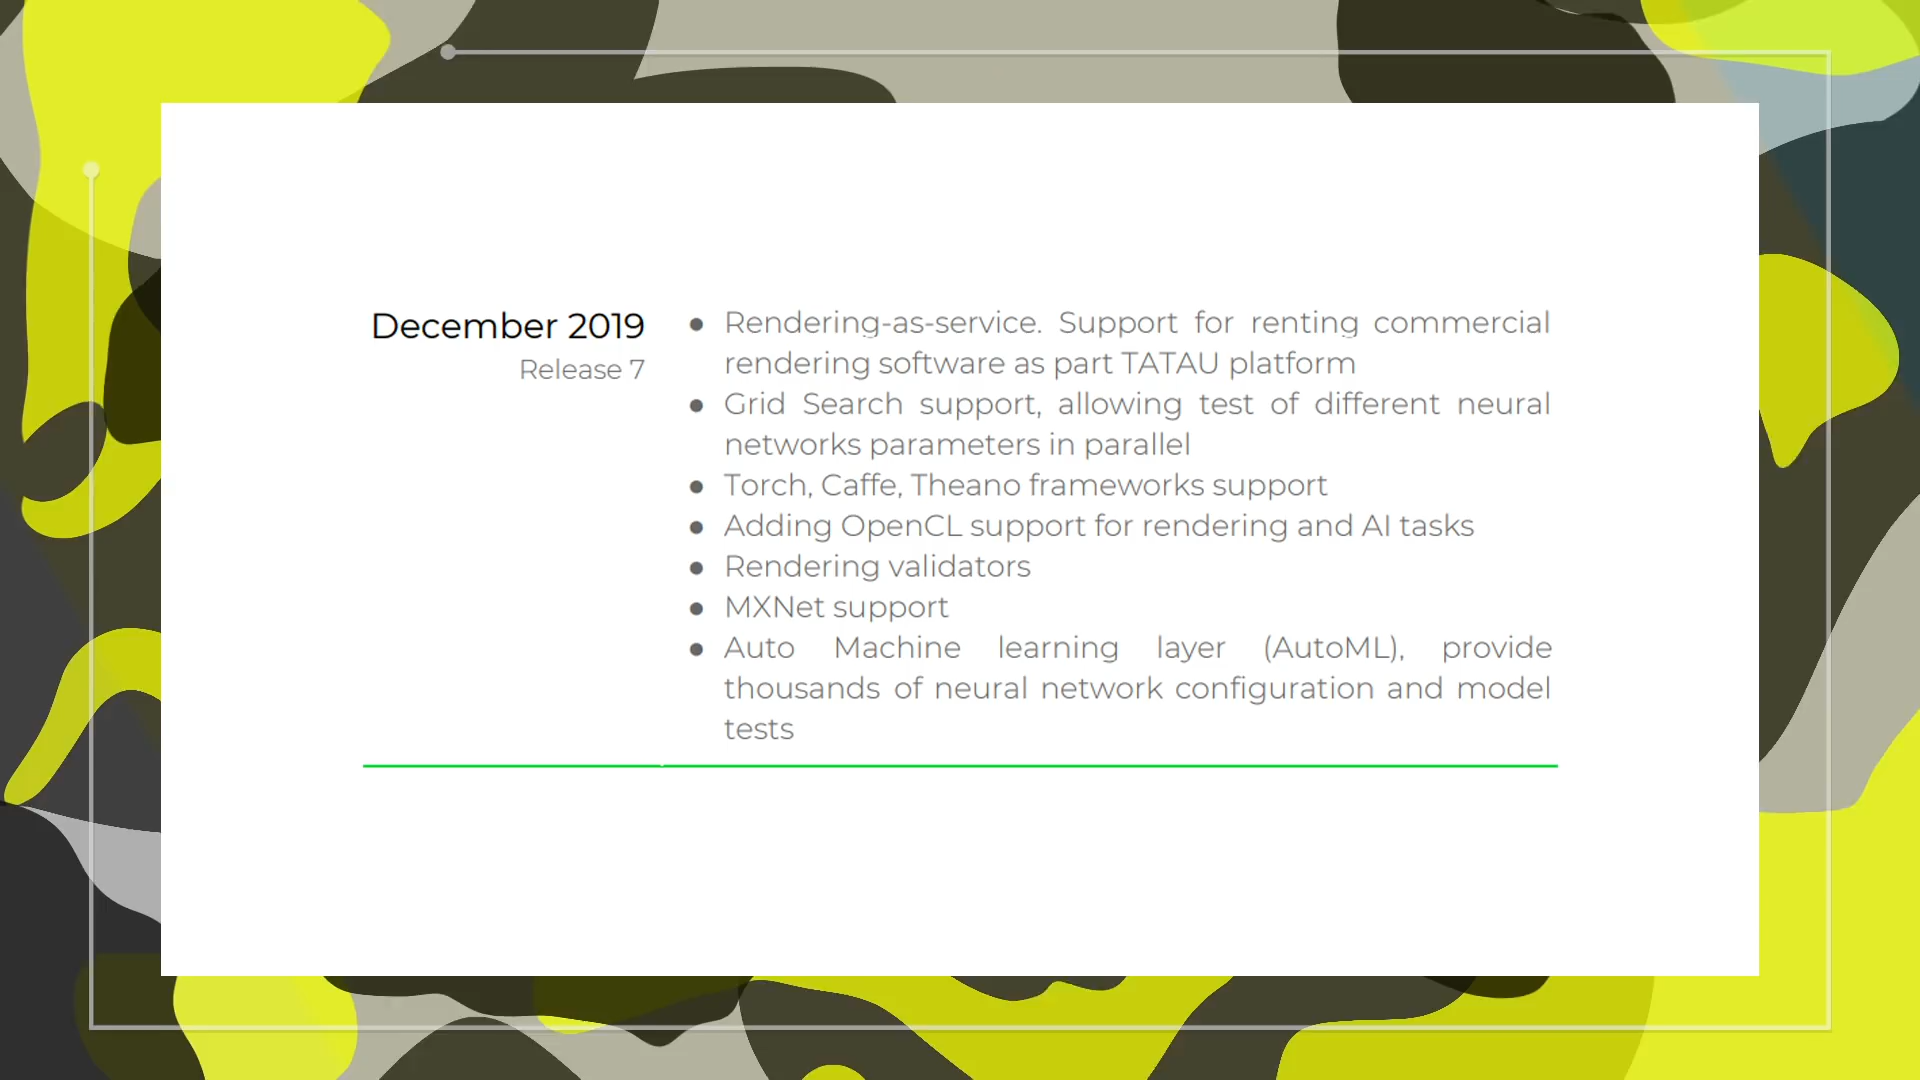 December 2019
Release 7
● Rendering-as-service. Support for renting commercial
rendering software as part TATAU platform
● Grid Search support, allowing test of different neural
networks parameters in parallel
● Torch, Caffe, Theano frameworks support
● Adding OpenCL support for rendering and AI tasks
● Rendering validators
● MXNet support
● Auto Machine learning layer (AutoML), provide
thousands of neural network configuration and model
tests